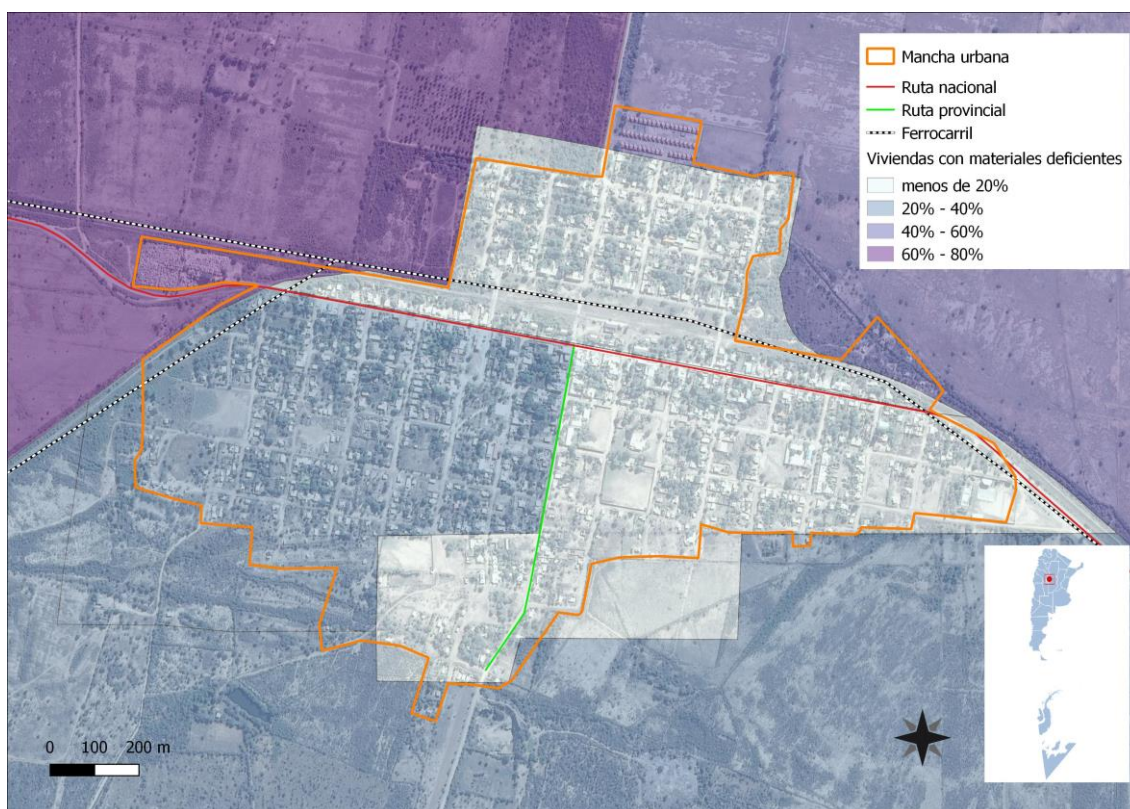 Mancha urbana
Ruta nacional
Ruta provincial
Ferrocarril
Viviendas con materiales deficientes
menos de 20%
20% - 40%
40% - 60%
60% - 80%
0 100 200 m